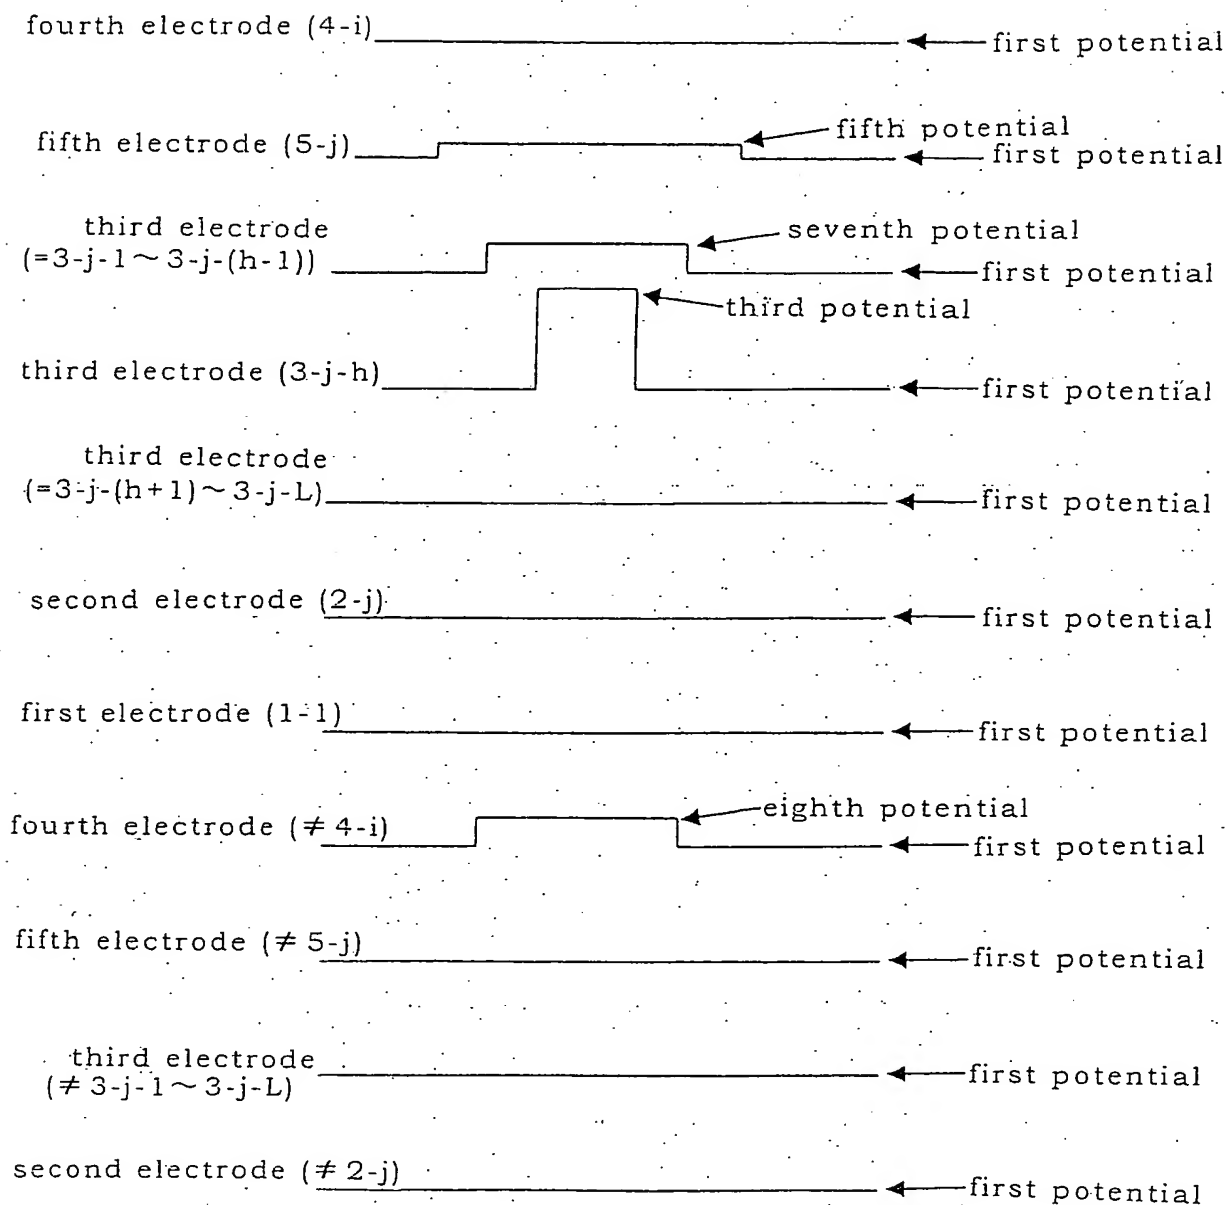 fourth electrode (4-i) first potential
fifth electrode (5-j) fifth potential
first potential
third electrode
(=3-j-1~3-j-(h-1)) seventh potential
first potential
third potential
third electrode (3-j-h) first potential
third electrode
(=3-j-(h+1)~3-j-L) first potential
second electrode (2-j) first potential
first electrode (1-1) first potential
fourth electrode (≠4-i) eighth potential
first potential
fifth electrode (≠5-j) first potential
third electrode
(≠3-j-1~3-j-L) first potential
second electrode (≠2-j) first potential